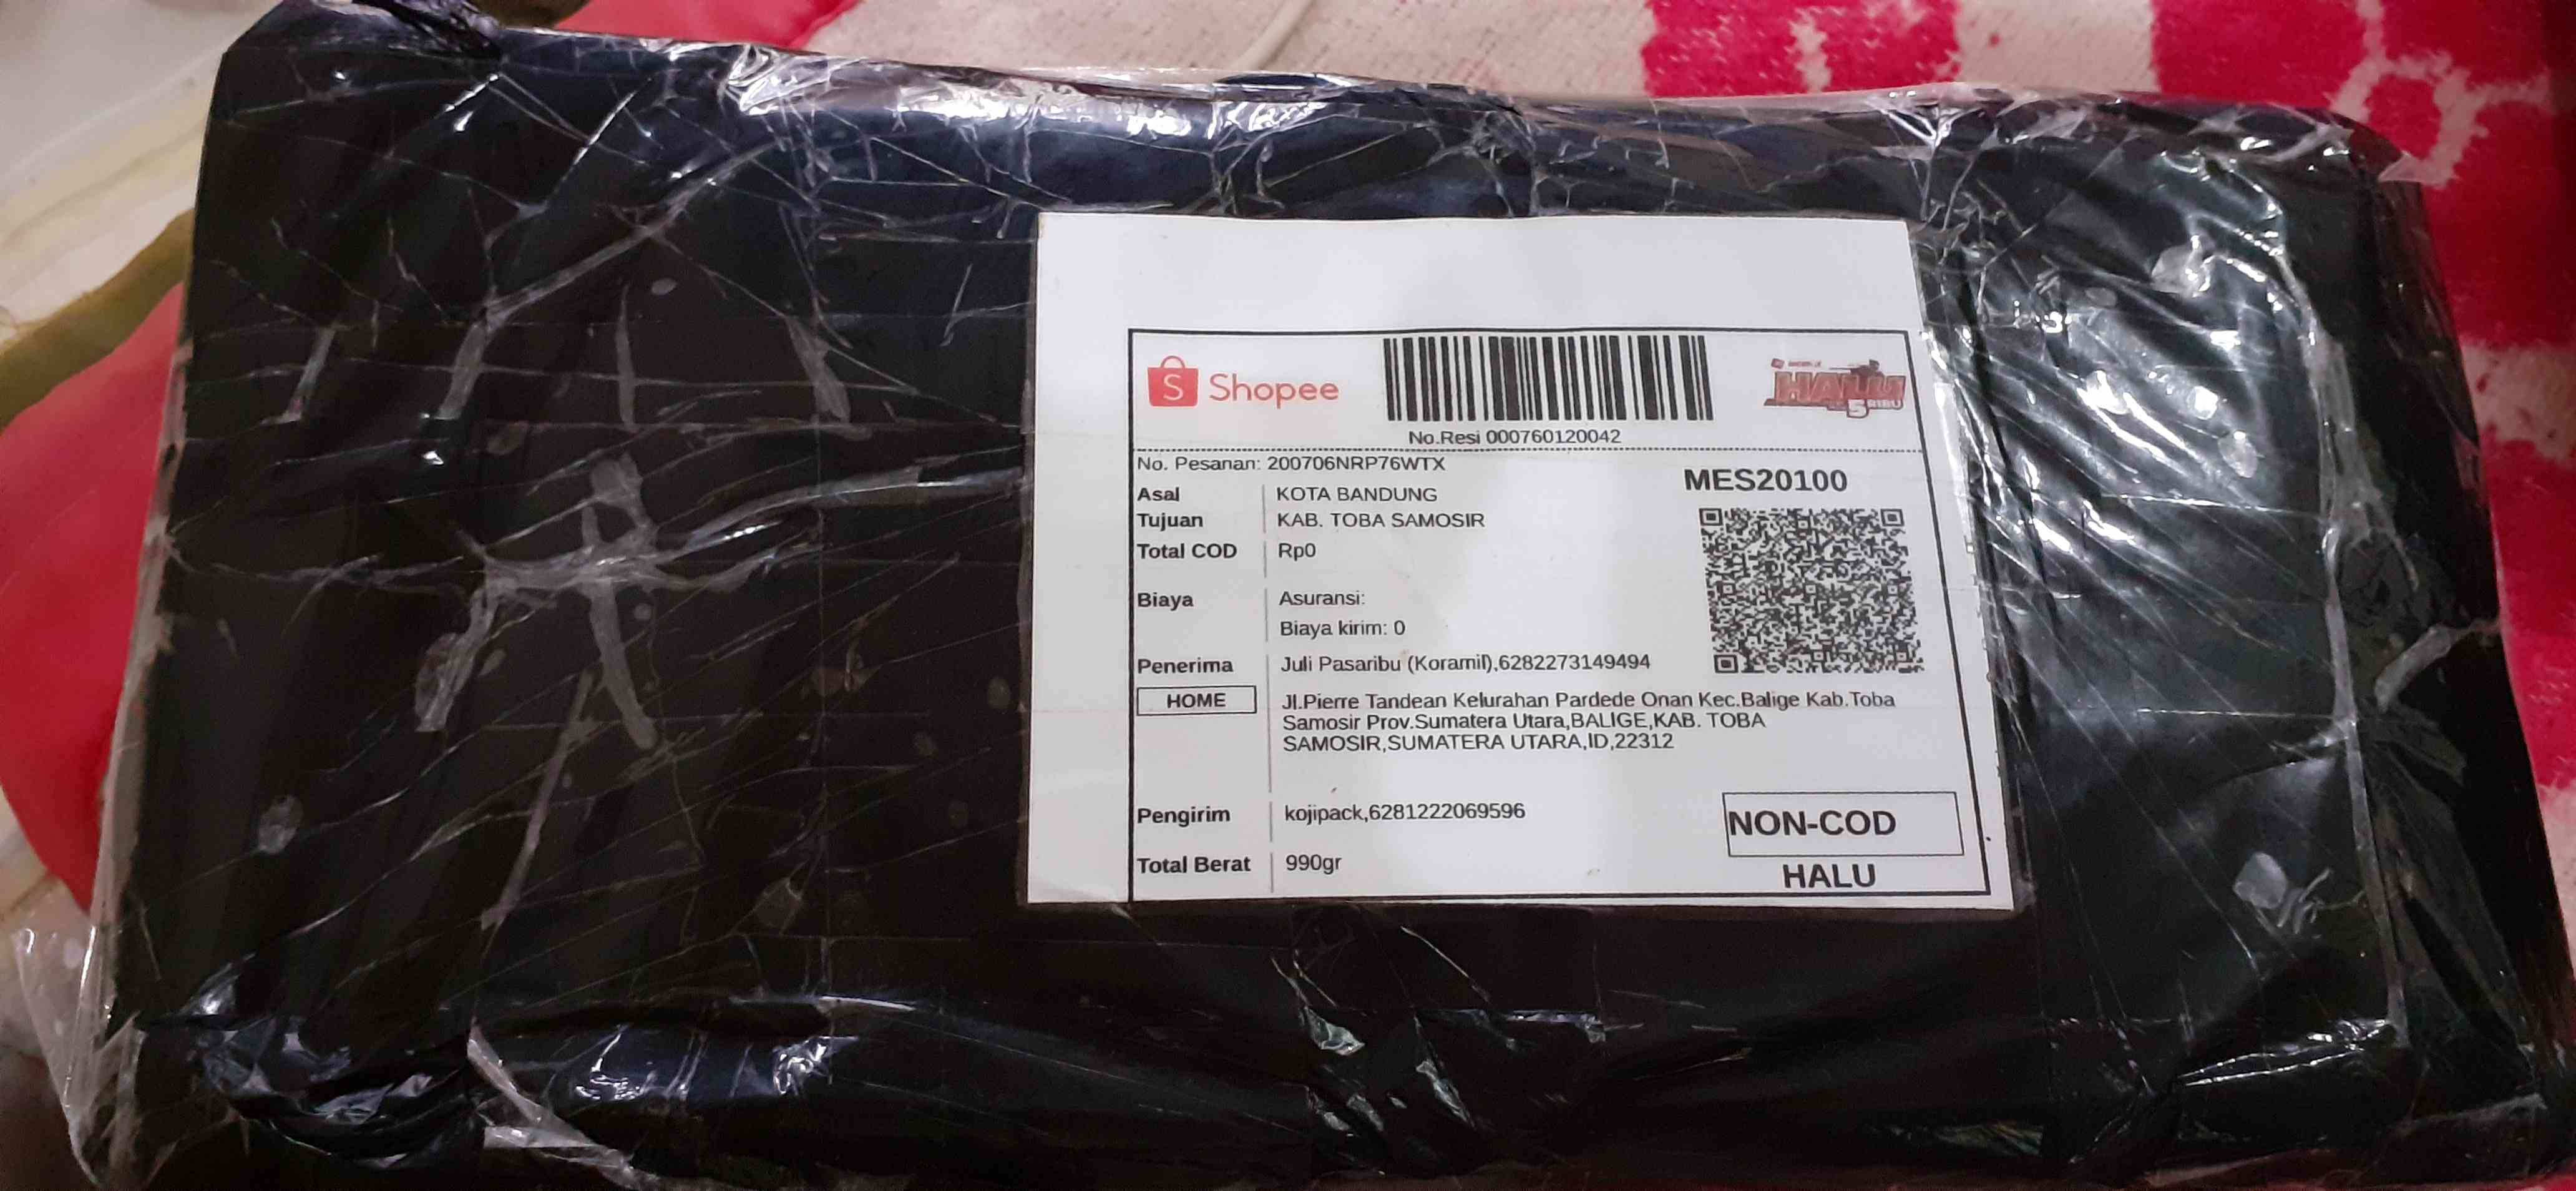 Shopee
HALU
5 RIBU
No.Resi 000760120042
No. Pesanan: 200706NRP76WTX
MES20100
Asal KOTA BANDUNG
Tujuan KAB. TOBA SAMOSIR
Total COD Rp0
Biaya Asuransi:
Biaya kirim: 0
Penerima Juli Pasaribu (Koramil),6282273149494
HOME Jl.Pierre Tandean Kelurahan Pardede Onan Kec.Balige Kab.Toba
Samosir Prov.Sumatera Utara,BALIGE,KAB. TOBA
SAMOSIR,SUMATERA UTARA,ID,22312
Pengirim kojipack,6281222069596
NON-COD
Total Berat 990gr
HALU